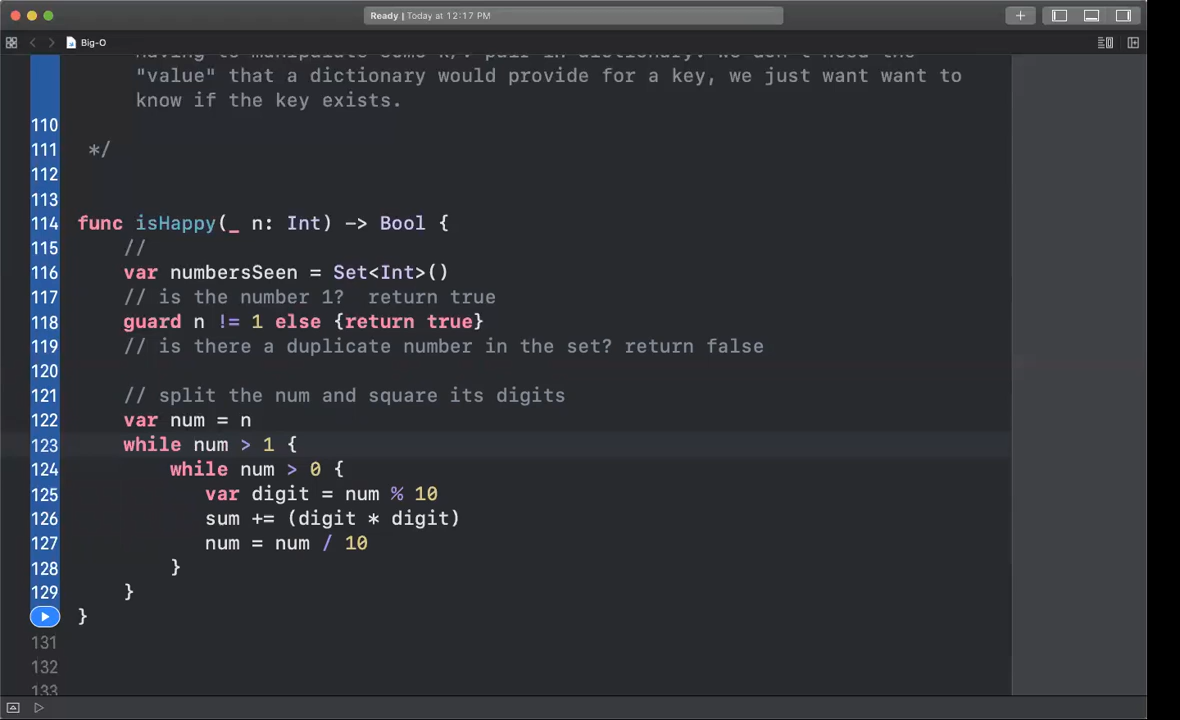 Ready | Today at 12:17 PM
Big-O
"value" that a dictionary would provide for a key, we just want want to
know if the key exists.
110
111 */
112
113
114 func isHappy(_ n: Int) -> Bool {
115 //
116 var numbersSeen = Set<Int>()
117 // is the number 1?  return true
118 guard n != 1 else {return true}
119 // is there a duplicate number in the set? return false
120
121 // split the num and square its digits
122 var num = n
123 while num > 1 {
124 while num > 0 {
125 var digit = num % 10
126 sum += (digit * digit)
127 num = num / 10
128 }
129 }
}
131
132
133